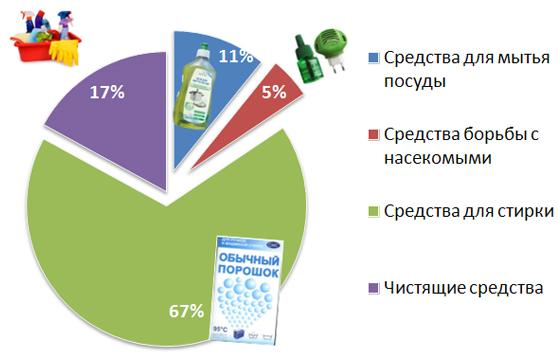 11%
Средства для мытья
посуды
5%
17%
Средства борьбы с
насекомыми
Средства для стирки
ОБЫЧНЫЙ
ПОРОШОК
Чистящие средства
67%
95°C